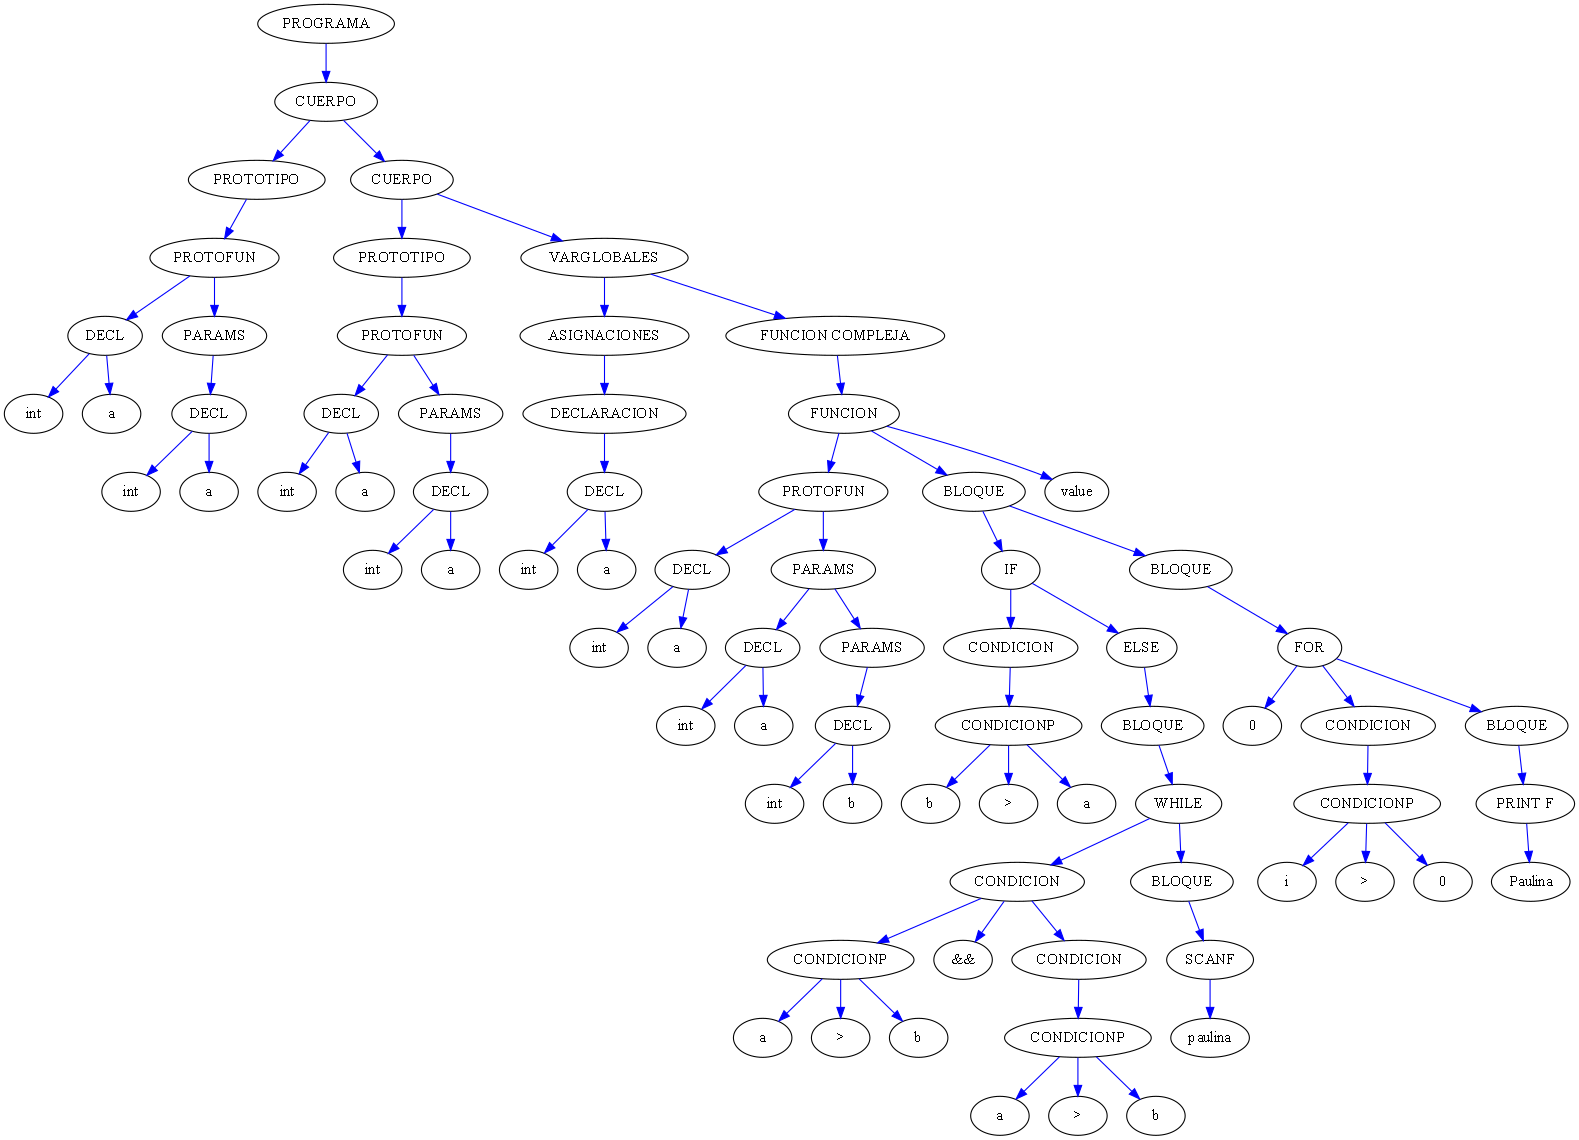 PROGRAMA
CUERPO
PROTOTIPO CUERPO
PROTOFUN PROTOTIPO VARGLOBALES
DECL PARAMS PROTOFUN ASIGNACIONES FUNCION COMPLEJA
int a DECL DECL PARAMS DECLARACION FUNCION
int a int a DECL DECL PROTOFUN BLOQUE value
int a int a DECL PARAMS IF BLOQUE
int a DECL PARAMS CONDICION ELSE FOR
int a DECL CONDICIONP BLOQUE 0 CONDICION BLOQUE
int b b > a WHILE CONDICIONP PRINT F
CONDICION BLOQUE i > 0 Paulina
CONDICIONP && CONDICION SCANF
a > b CONDICIONP paulina
a > b